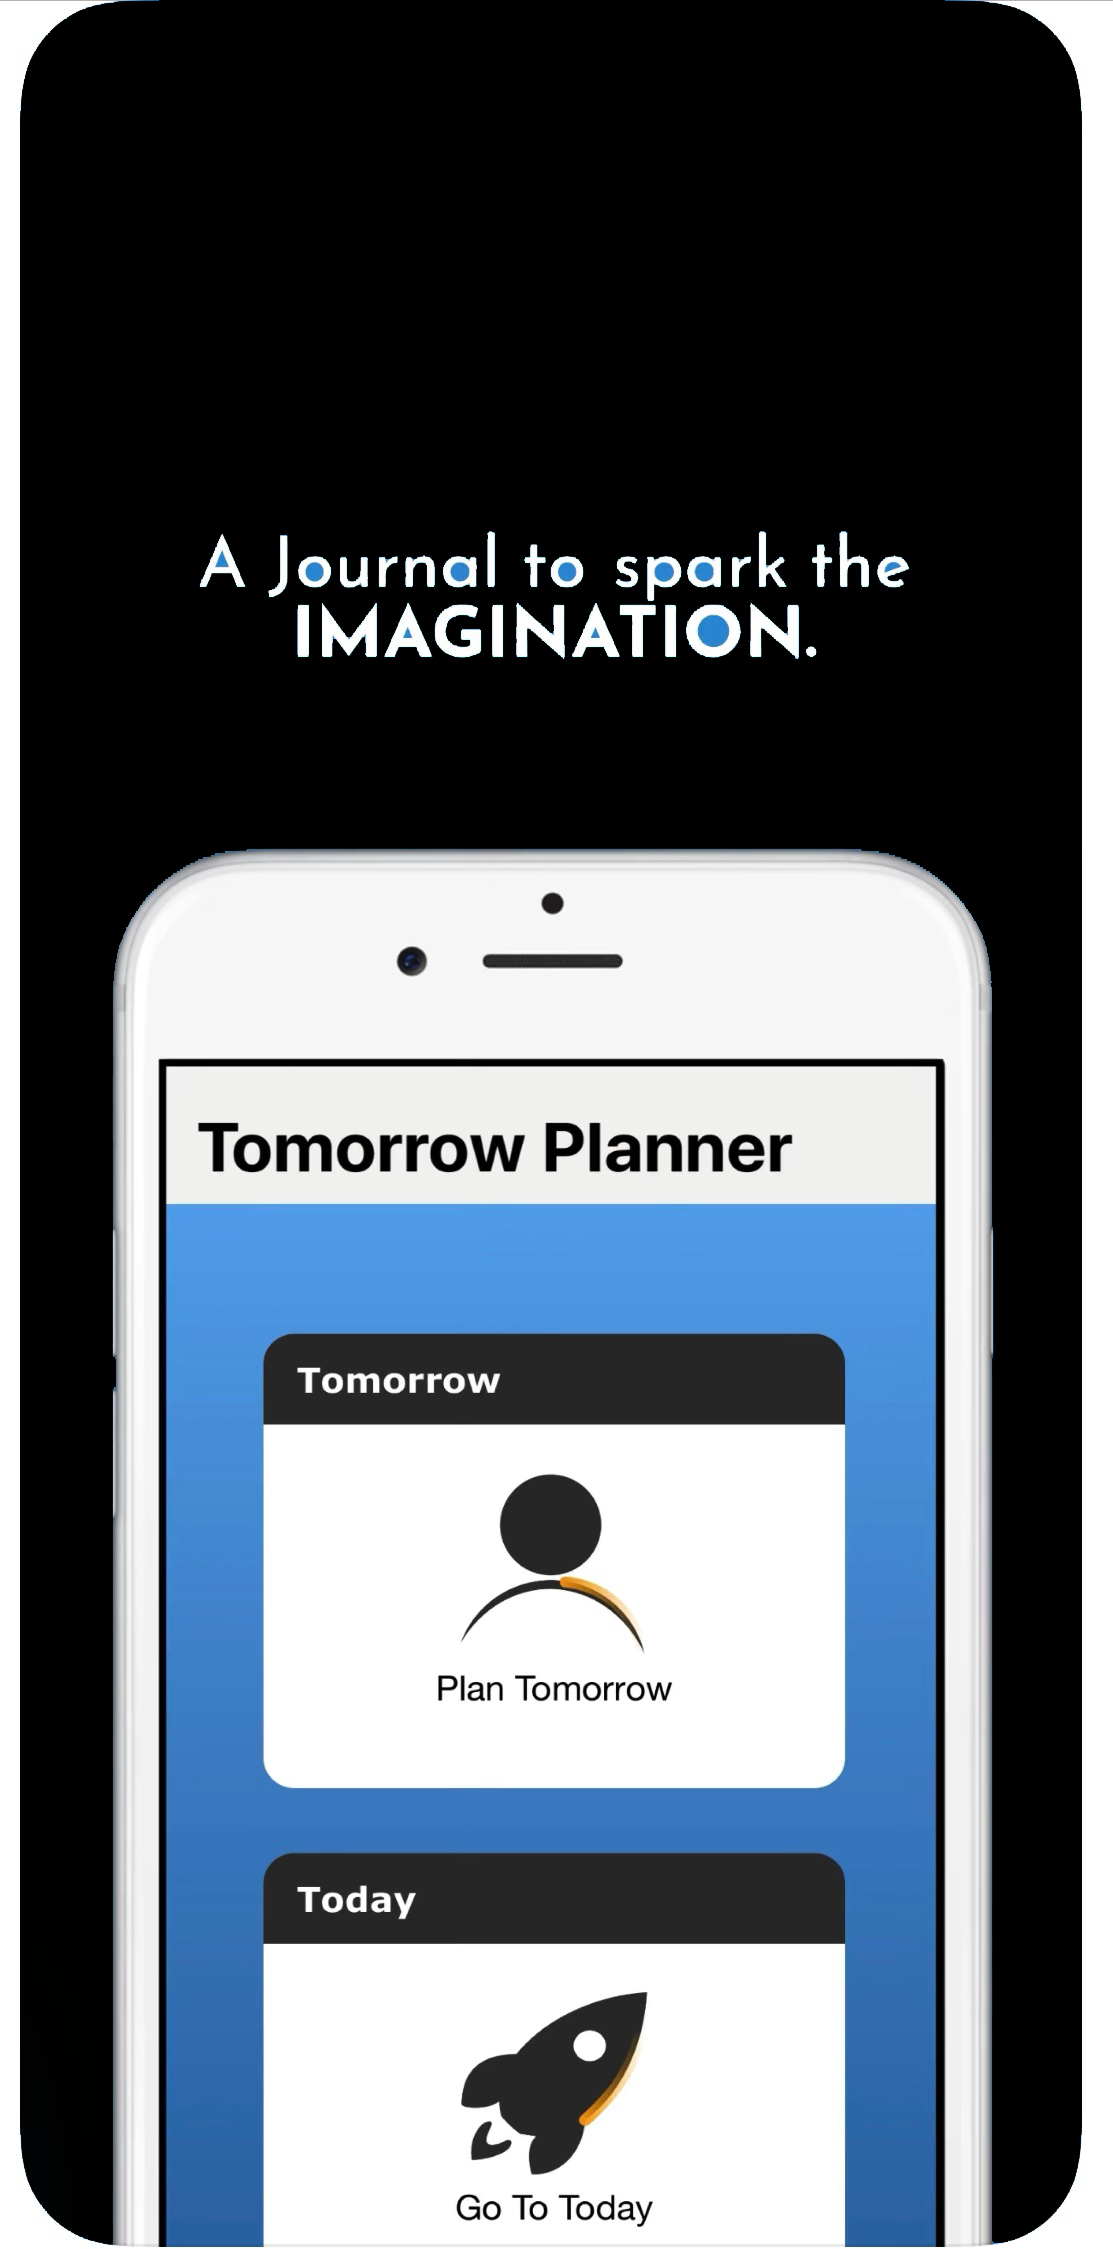 A Journal to spark the
IMAGINATION.
Tomorrow Planner
Tomorrow
Plan Tomorrow
Today
Go To Today